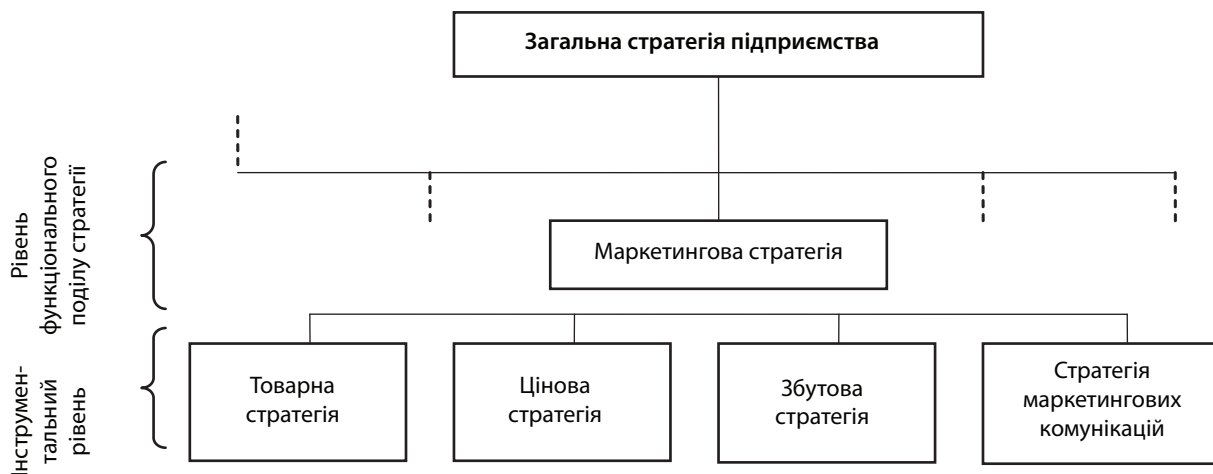 Загальна стратегія підприємства
Рівень
функціонального
поділу стратегії
Маркетингова стратегія
Інструмен-
тальний
рівень
Товарна
стратегія
Цінова
стратегія
Збутова
стратегія
Стратегія
маркетингових
комунікацій